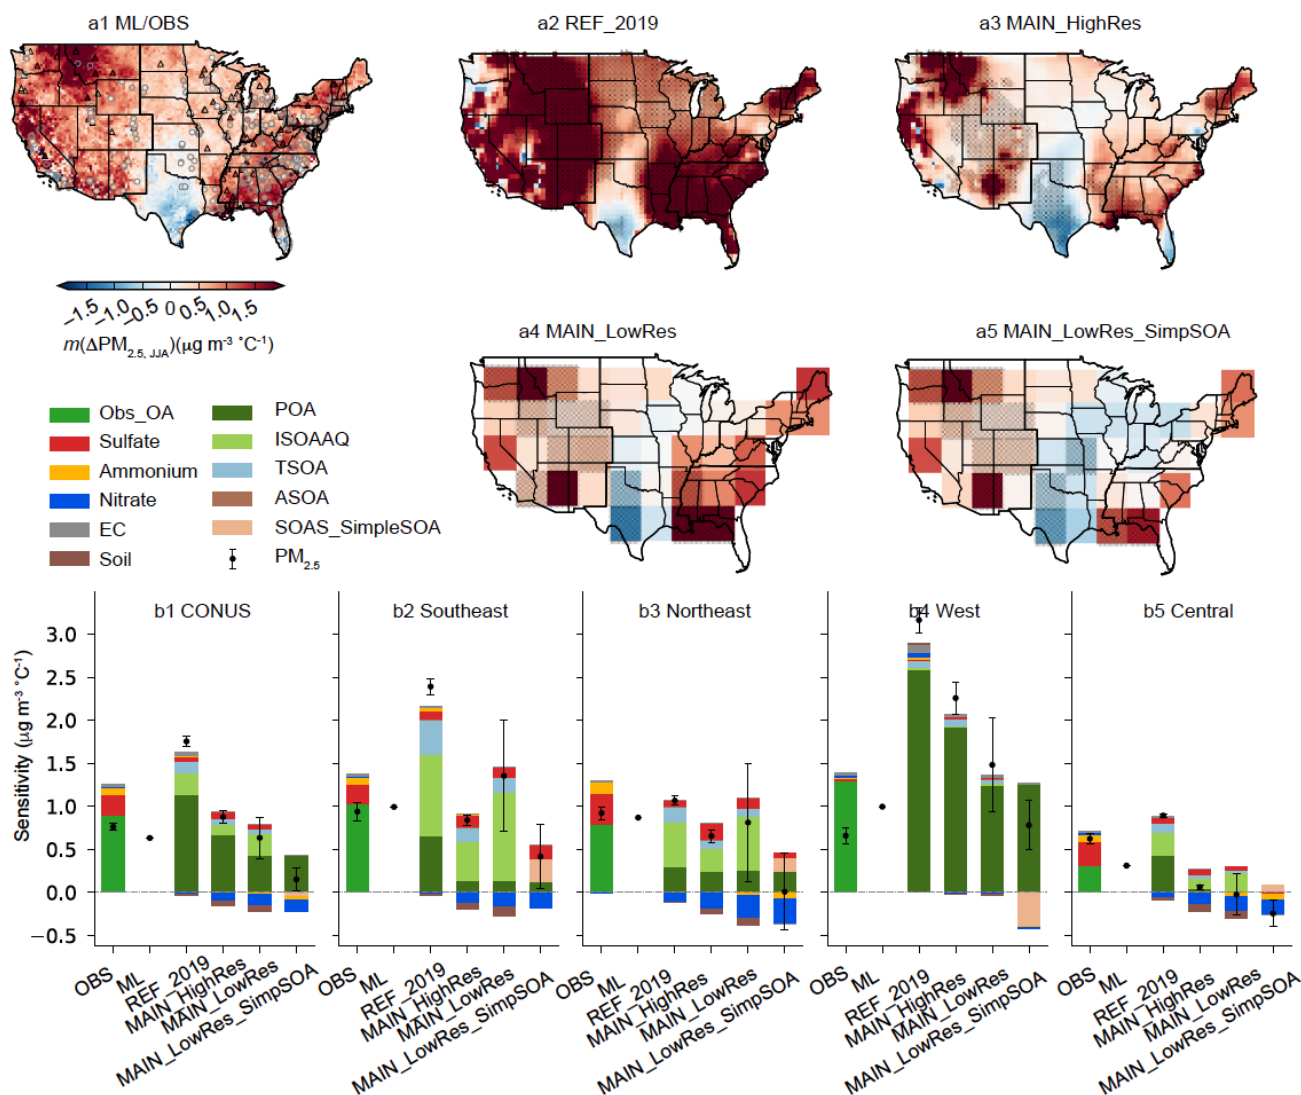 a1 ML/OBS
a2 REF_2019
a3 MAIN_HighRes
−1.5 −1.0 −0.5 0 0.5 1.0 1.5
m(ΔPM2.5, JJA)(μg m-3 °C-1)
a4 MAIN_LowRes
a5 MAIN_LowRes_SimpSOA
Obs_OA
Sulfate
Ammonium
Nitrate
EC
Soil
POA
ISOAAQ
TSOA
ASOA
SOAS_SimpleSOA
PM2.5
b1 CONUS
b2 Southeast
b3 Northeast
b4 West
b5 Central
Sensitivity (μg m-3 °C-1)
3.0
2.5
2.0
1.5
1.0
0.5
0.0
−0.5
OBS
ML
REF_2019
MAIN_HighRes
MAIN_LowRes
MAIN_LowRes_SimpSOA
OBS
ML
REF_2019
MAIN_HighRes
MAIN_LowRes
MAIN_LowRes_SimpSOA
OBS
ML
REF_2019
MAIN_HighRes
MAIN_LowRes
MAIN_LowRes_SimpSOA
OBS
ML
REF_2019
MAIN_HighRes
MAIN_LowRes
MAIN_LowRes_SimpSOA
OBS
ML
REF_2019
MAIN_HighRes
MAIN_LowRes
MAIN_LowRes_SimpSOA